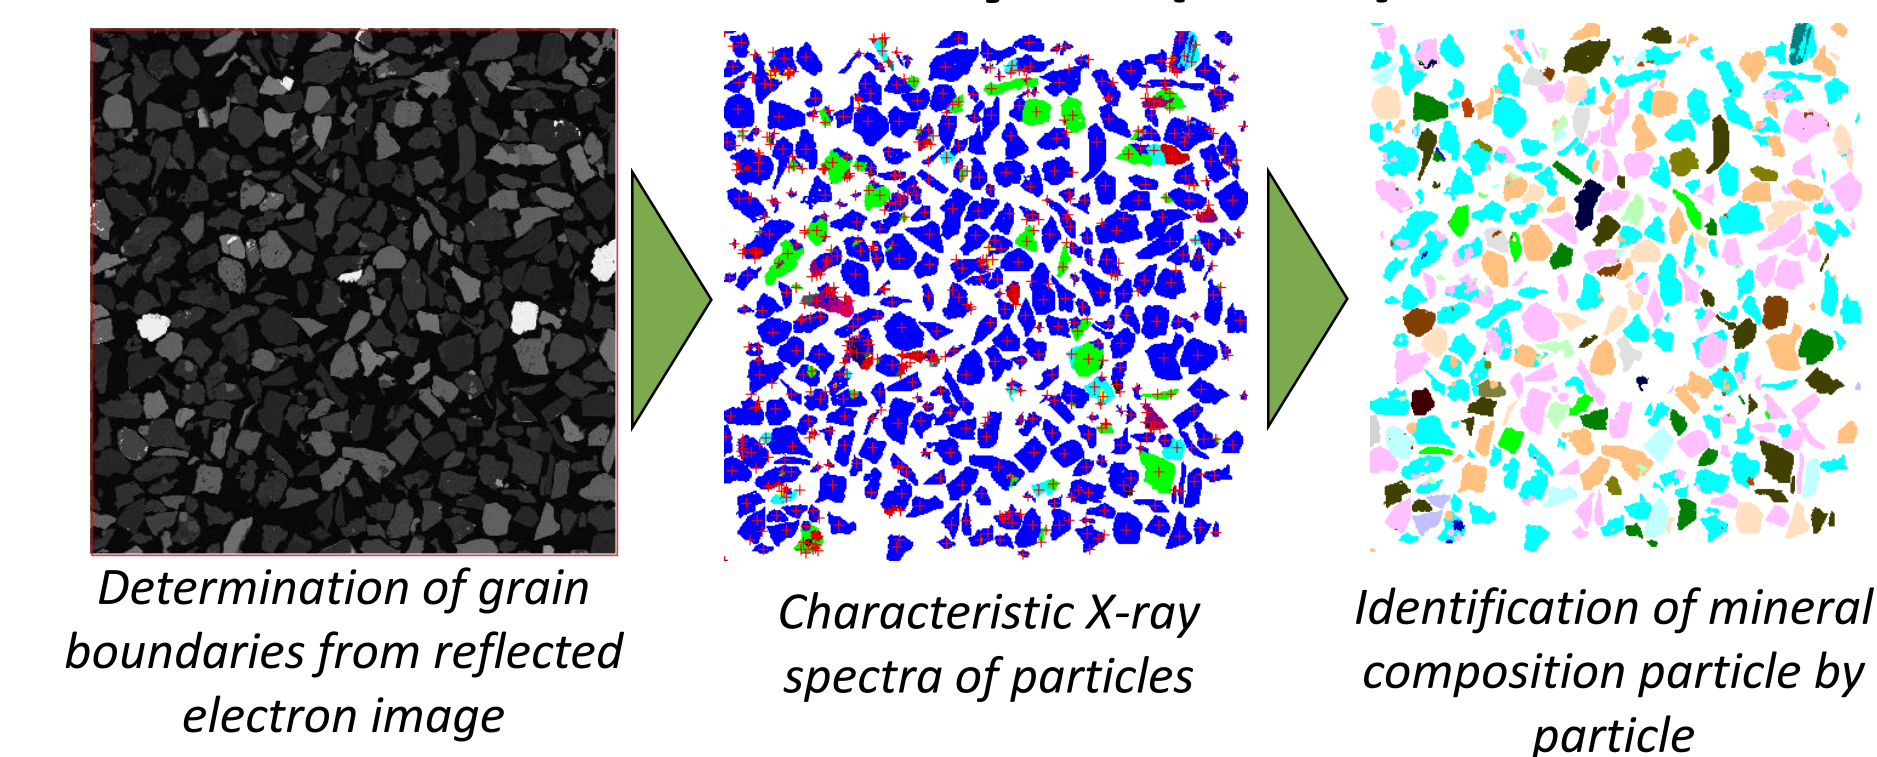 Determination of grain
boundaries from reflected
electron image
Characteristic X-ray
spectra of particles
Identification of mineral
composition particle by
particle